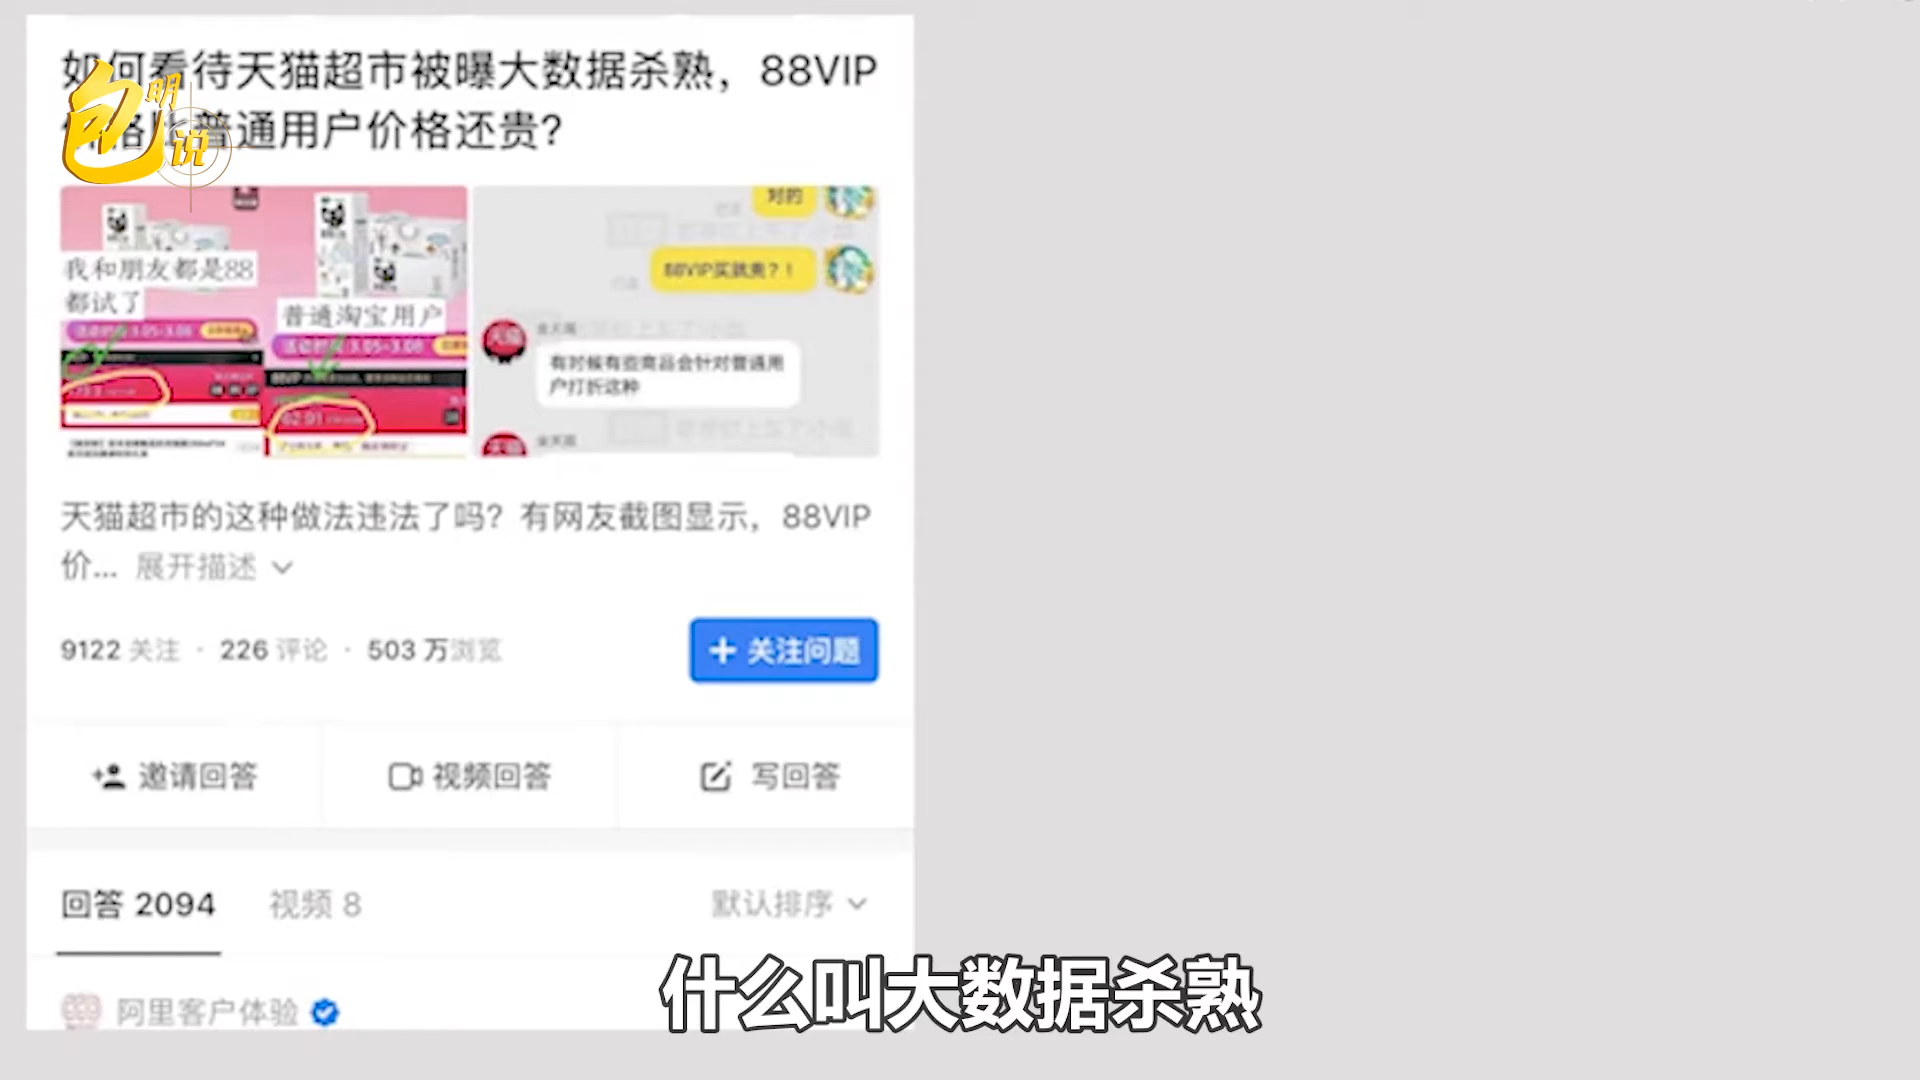 如何看待天猫超市被曝大数据杀熟，88VIP
价格比普通用户价格还贵？
包明说
我和朋友都是88
都试了
普通淘宝用户
对的
88VIP买就贵？！
有时候有些商品会针对普通用
户打折这种
天猫超市的这种做法违法了吗？有网友截图显示，88VIP
价... 展开描述
9122 关注 · 226 评论 · 503 万浏览
+ 关注问题
邀请回答
视频回答
写回答
回答 2094
视频 8
默认排序
阿里客户体验
什么叫大数据杀熟